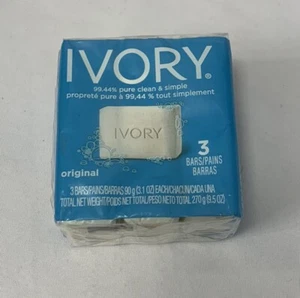 IVORY®
99.44% pure clean & simple
propreté pure à 99,44 % tout simplement
IVORY
3
BARS/PAINS
BARRAS
original
3 BARS/PAINS/BARRAS 90 g (3.1 OZ) EACH/CHACUN/CADA UNA
TOTAL NET WEIGHT/POIDS NET TOTAL/PESO NETO TOTAL 270 g (9.5 OZ)